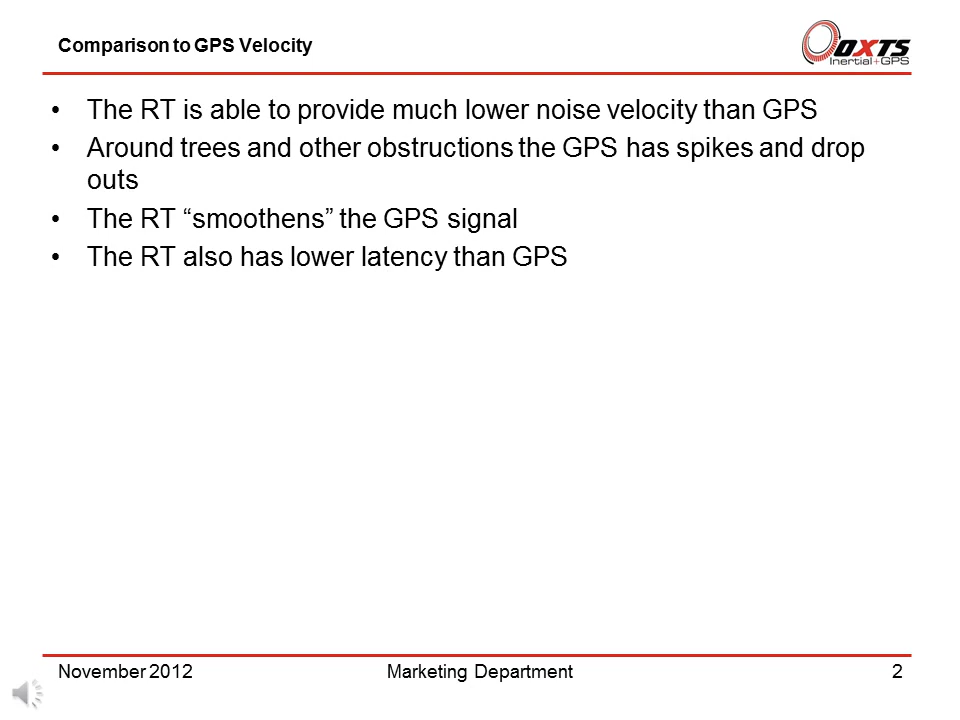 Comparison to GPS Velocity
OXTS
Inertial+GPS
• The RT is able to provide much lower noise velocity than GPS
• Around trees and other obstructions the GPS has spikes and drop
outs
• The RT “smoothens” the GPS signal
• The RT also has lower latency than GPS
November 2012 Marketing Department 2